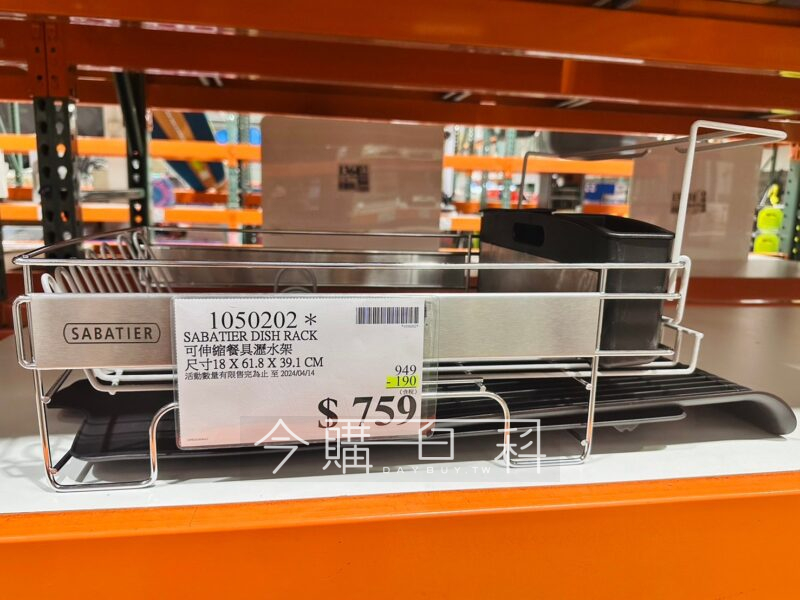 SABATIER
1050202 *
SABATIER DISH RACK
可伸縮餐具瀝水架
尺寸18 X 61.8 X 39.1 CM
活動數量有限售完為止 至 2024/04/14
949
- 190
(含稅)
$ 759
今購百科
DAYBUY.TW